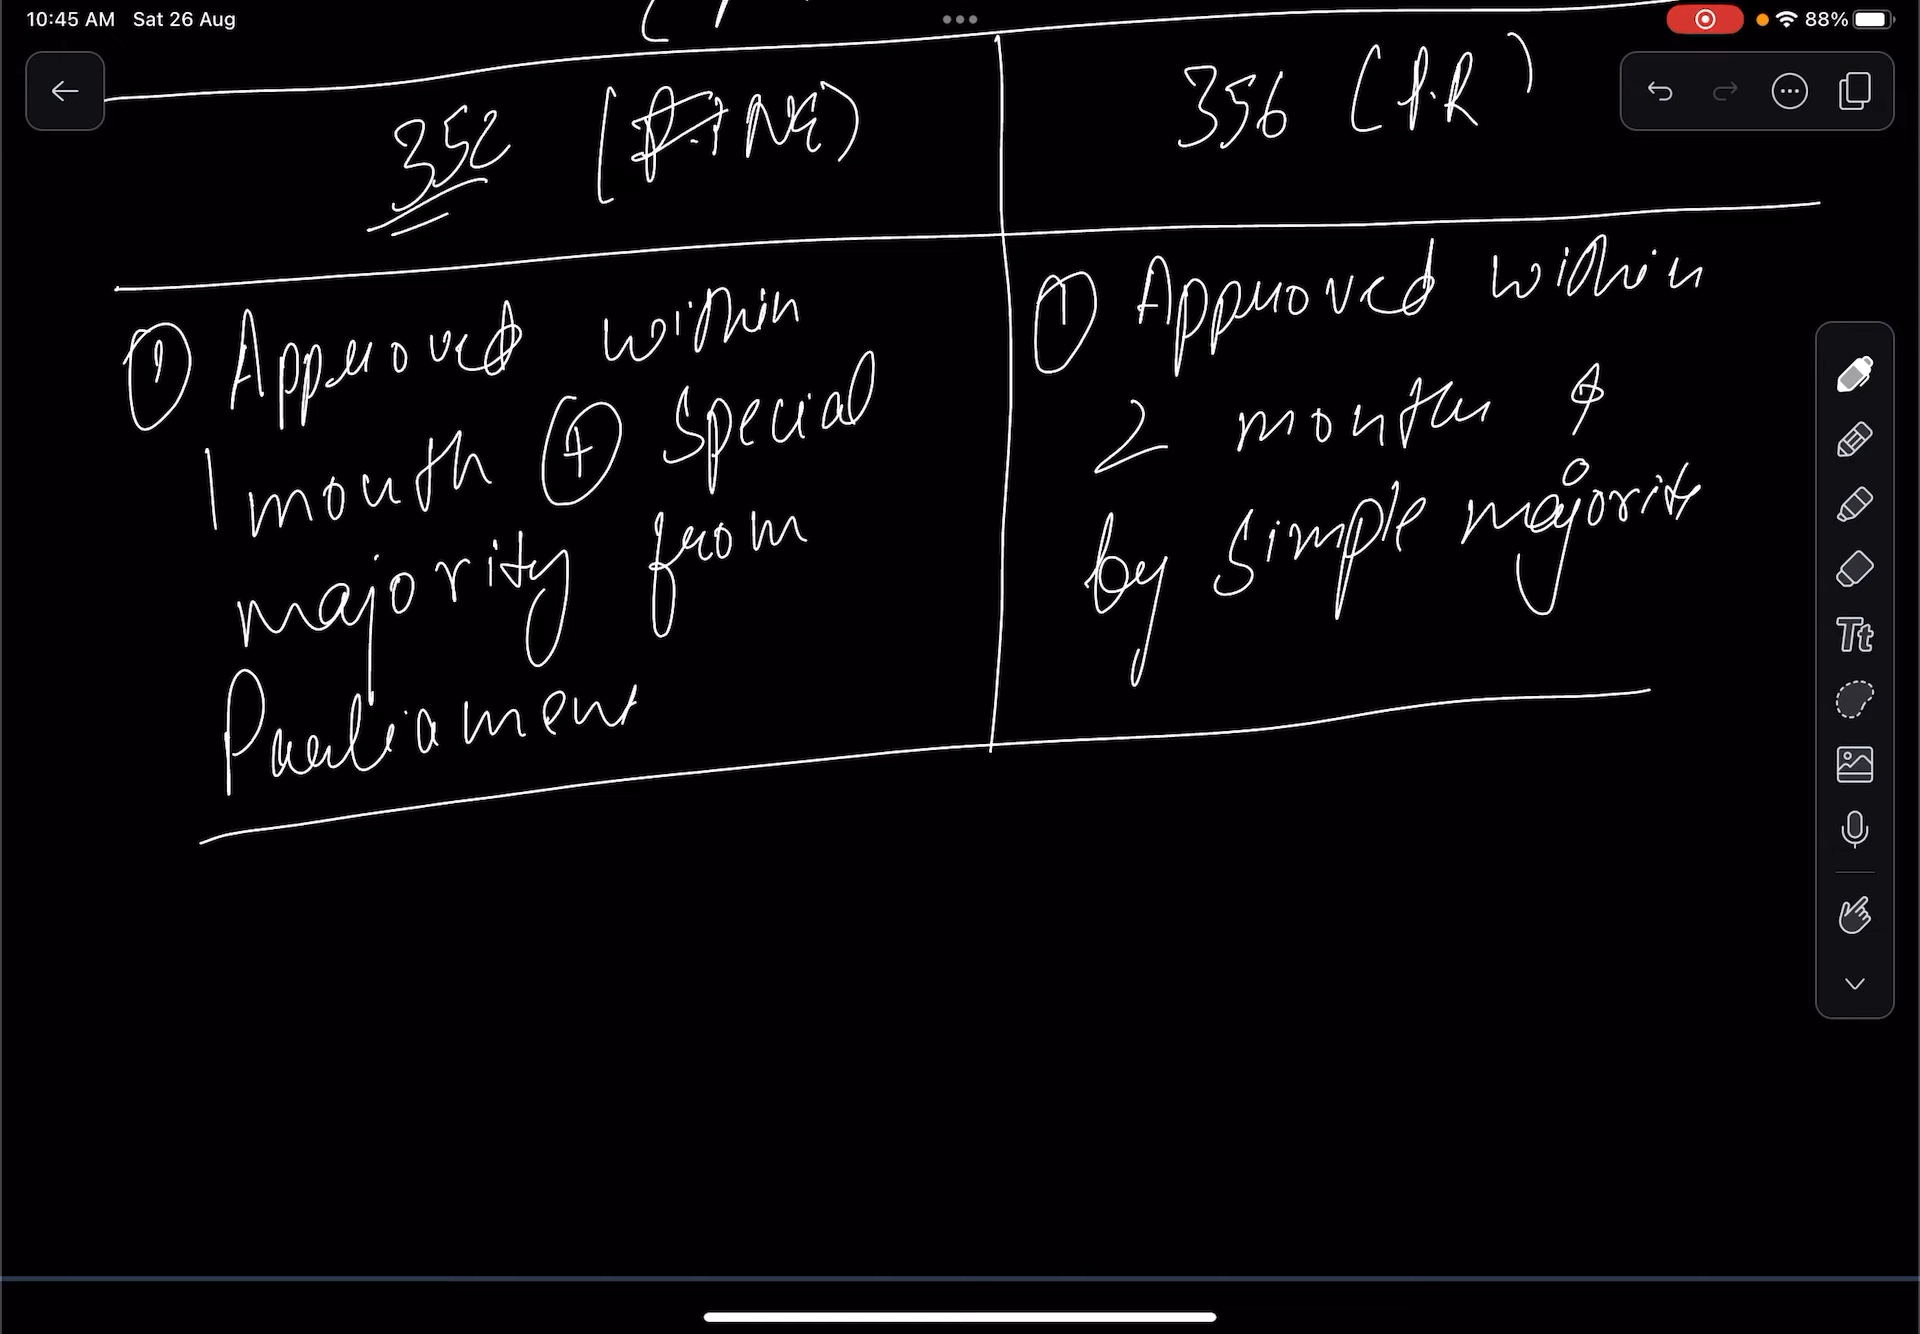 10:45 AM Sat 26 Aug
88%
352 (NE)
356 (P.R)
① Approved within
1 month ⊕ Special
majority from
Parliament
① Approved within
2 months &
by simple majority
Tt